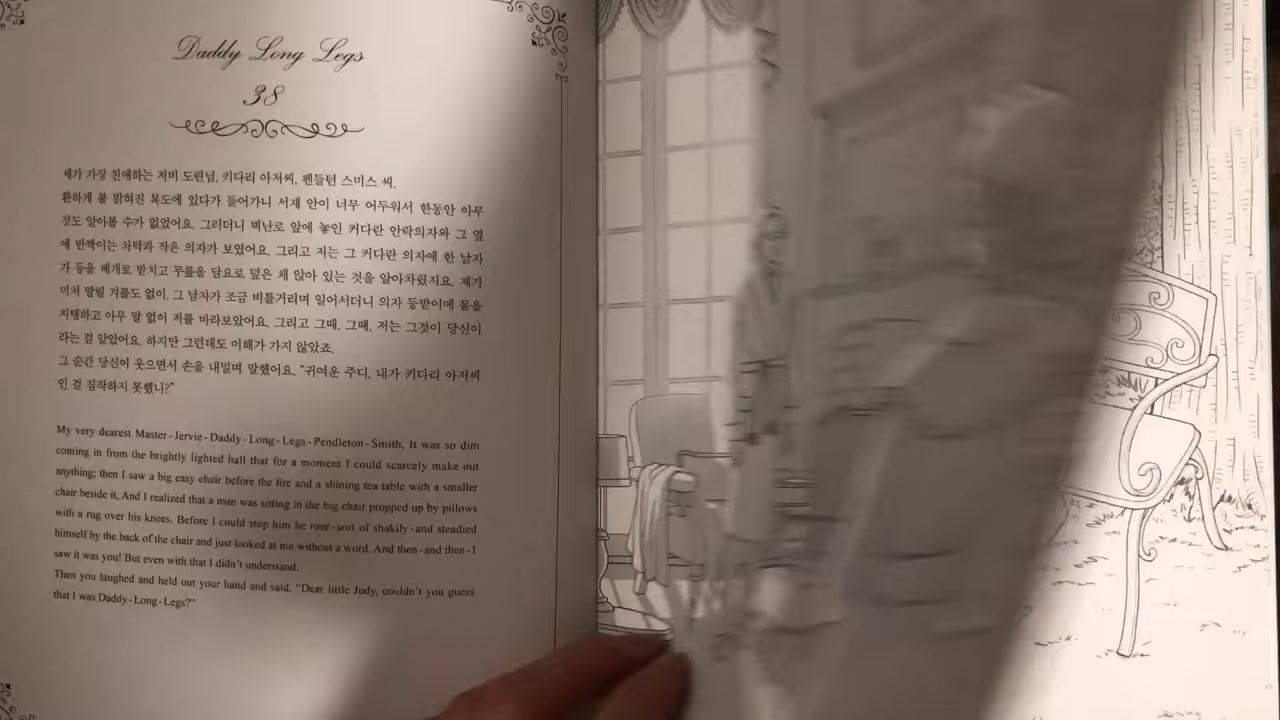 Daddy Long Legs
38
세가 가장 친애하는 저비 도련님, 키다리 아저씨, 펜들턴 스미스 씨.
환하게 불 밝혀진 복도에 있다가 들어가니 서재 안이 너무 어두워서 한동안 아무
것도 알아볼 수가 없었어요. 그러더니 벽난로 앞에 놓인 커다란 안락의자와 그 옆
에 반짝이는 차탁과 작은 의자가 보였어요. 그리고 저는 그 커다란 의자에 한 남자
가 등을 베개로 받치고 무릎을 담요로 덮은 채 앉아 있는 것을 알아차렸지요. 제가
미처 말릴 겨를도 없이, 그 남자가 조금 비틀거리며 일어서더니 의자 등받이에 몸을
지탱하고 아무 말 없이 저를 바라보았어요. 그리고 그때, 그때, 저는 그것이 당신이
라는 걸 알았어요. 하지만 그런데도 이해가 가지 않았죠.
그 순간 당신이 웃으면서 손을 내밀며 말했어요. “귀여운 주디, 내가 키다리 아저씨
인 걸 짐작하지 못했니?”
My very dearest Master-Jervie-Daddy-Long-Legs-Pendleton-Smith, It was so dim
coming in from the brightly lighted hall that for a moment I could scarcely make out
anything; then I saw a big easy chair before the fire and a shining tea table with a smaller
chair beside it, And I realized that a man was sitting in the big chair propped up by pillows
with a rug over his knees. Before I could stop him he rose-sort of shakily-and steadied
himself by the back of the chair and just looked at me without a word. And then-and then-I
saw it was you! But even with that I didn't understand.
Then you laughed and held out your hand and said, “Dear little Judy, couldn't you guess
that I was Daddy-Long-Legs?”